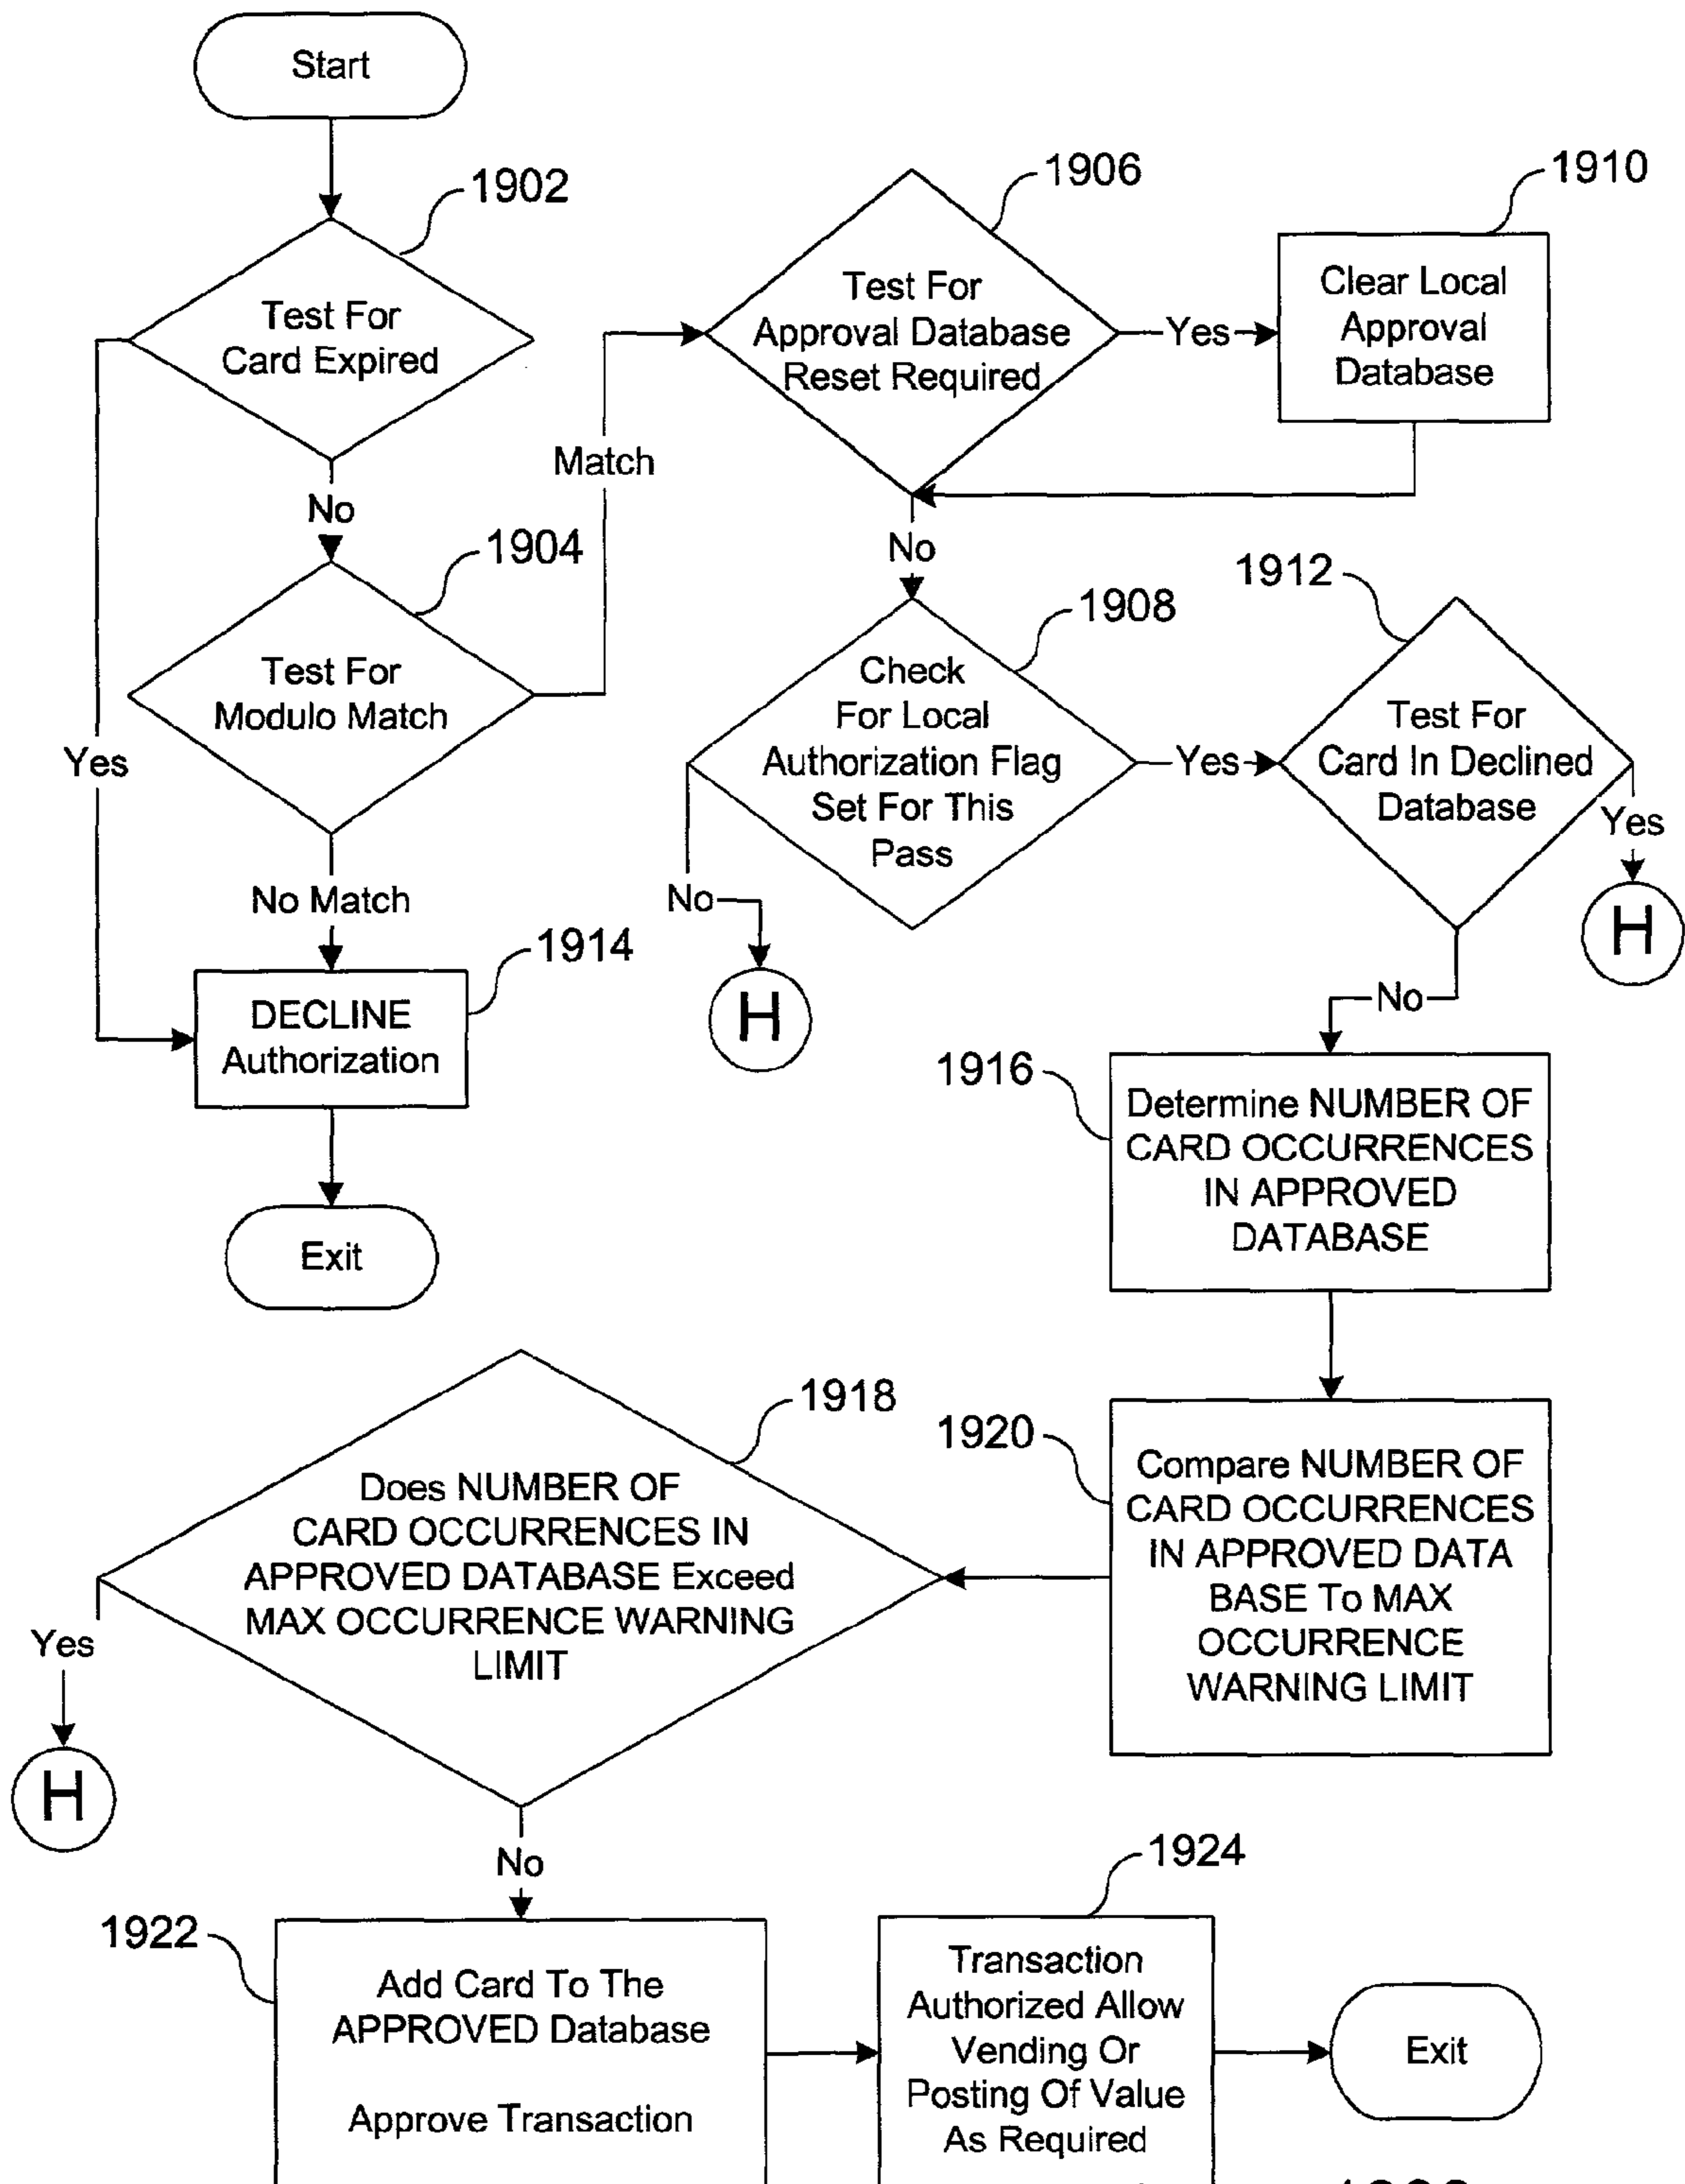 Start
1902
Test For
Card Expired
Yes
No
1904
Test For
Modulo Match
Match
No Match
1914
DECLINE
Authorization
Exit
1906
Test For
Approval Database
Reset Required
Yes
1910
Clear Local
Approval
Database
No
1908
Check
For Local
Authorization Flag
Set For This
Pass
No
H
Yes
1912
Test For
Card In Declined
Database
Yes
H
No
1916
Determine NUMBER OF
CARD OCCURRENCES
IN APPROVED
DATABASE
1920
Compare NUMBER OF
CARD OCCURRENCES
IN APPROVED DATA
BASE To MAX
OCCURRENCE
WARNING LIMIT
1918
Does NUMBER OF
CARD OCCURRENCES IN
APPROVED DATABASE Exceed
MAX OCCURRENCE WARNING
LIMIT
Yes
H
No
1922
Add Card To The
APPROVED Database
Approve Transaction
1924
Transaction
Authorized Allow
Vending Or
Posting Of Value
As Required
Exit